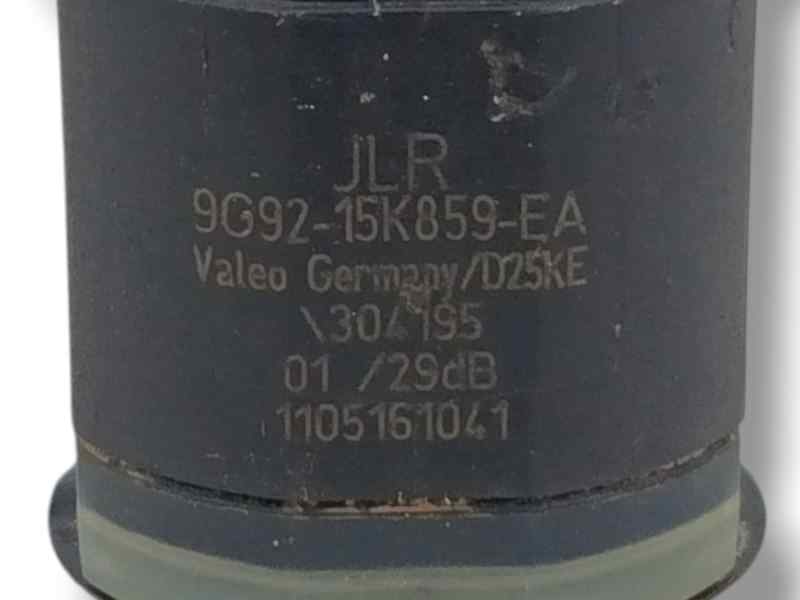 JLR
9G92-15K859-EA
Valeo Germany/D25KE
\304195
01 /29dB
1105161041